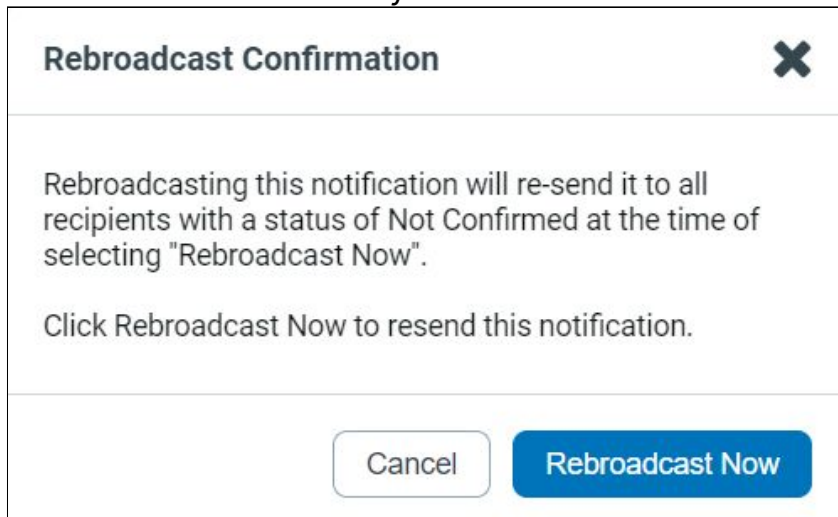 Rebroadcast Confirmation
Rebroadcasting this notification will re-send it to all
recipients with a status of Not Confirmed at the time of
selecting "Rebroadcast Now".
Click Rebroadcast Now to resend this notification.
Cancel
Rebroadcast Now